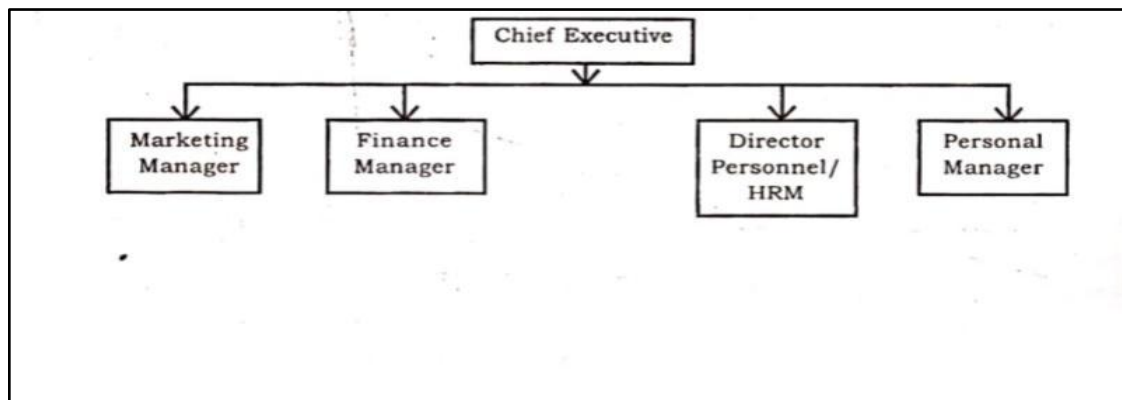 Chief Executive
Marketing
Manager
Finance
Manager
Director
Personnel/
HRM
Personal
Manager